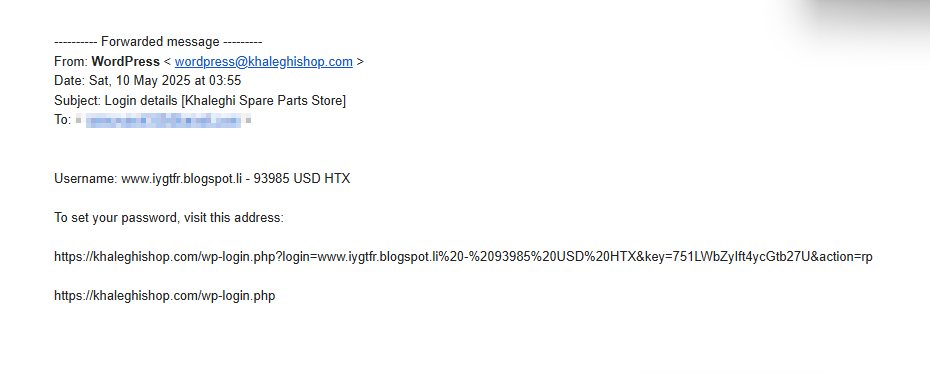 ---------- Forwarded message ---------
From: WordPress < wordpress@khaleghishop.com >
Date: Sat, 10 May 2025 at 03:55
Subject: Login details [Khaleghi Spare Parts Store]
To:
Username: www.iygtfr.blogspot.li - 93985 USD HTX
To set your password, visit this address:
https://khaleghishop.com/wp-login.php?login=www.iygtfr.blogspot.li%20-%2093985%20USD%20HTX&key=751LWbZylft4ycGtb27U&action=rp
https://khaleghishop.com/wp-login.php